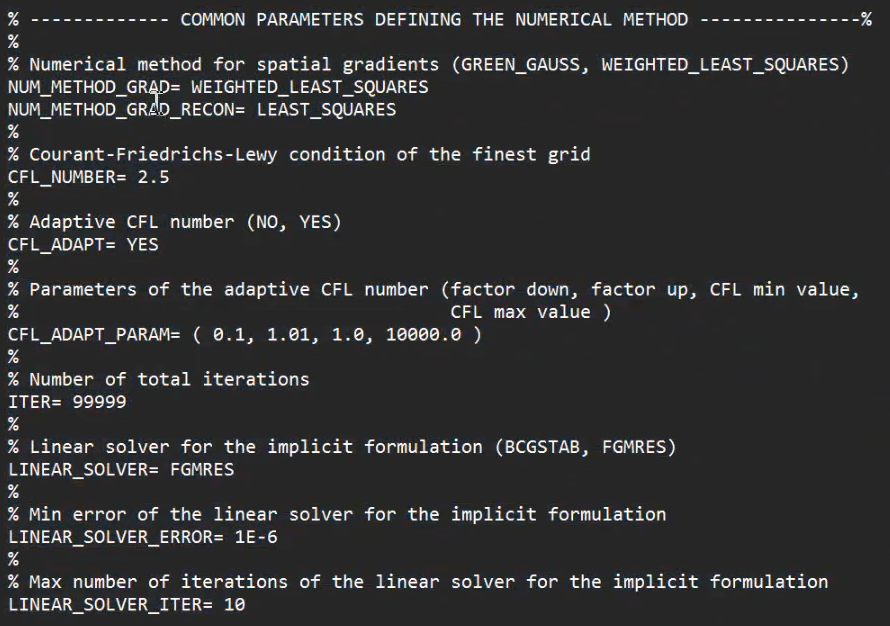 % ------------- COMMON PARAMETERS DEFINING THE NUMERICAL METHOD ---------------%
%
% Numerical method for spatial gradients (GREEN_GAUSS, WEIGHTED_LEAST_SQUARES)
NUM_METHOD_GRAD= WEIGHTED_LEAST_SQUARES
NUM_METHOD_GRAD_RECON= LEAST_SQUARES
%
% Courant-Friedrichs-Lewy condition of the finest grid
CFL_NUMBER= 2.5
%
% Adaptive CFL number (NO, YES)
CFL_ADAPT= YES
%
% Parameters of the adaptive CFL number (factor down, factor up, CFL min value,
%                                        CFL max value )
CFL_ADAPT_PARAM= ( 0.1, 1.01, 1.0, 10000.0 )
%
% Number of total iterations
ITER= 99999
%
% Linear solver for the implicit formulation (BCGSTAB, FGMRES)
LINEAR_SOLVER= FGMRES
%
% Min error of the linear solver for the implicit formulation
LINEAR_SOLVER_ERROR= 1E-6
%
% Max number of iterations of the linear solver for the implicit formulation
LINEAR_SOLVER_ITER= 10